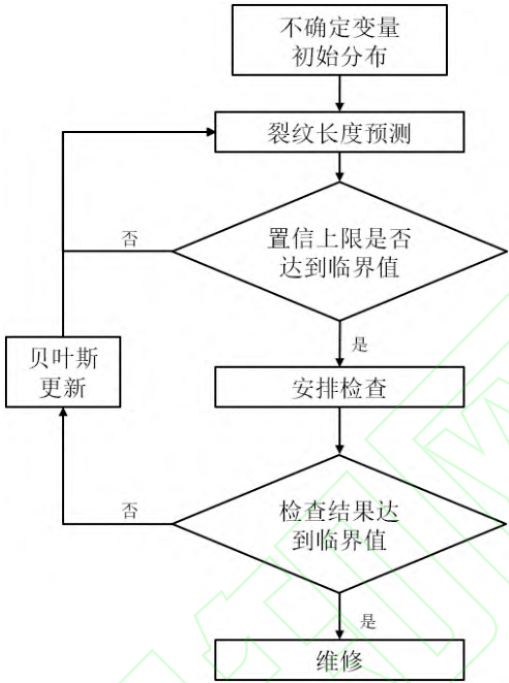 不确定变量
初始分布
裂纹长度预测
否
置信上限是否
达到临界值
是
贝叶斯
更新
安排检查
否
检查结果达
到临界值
是
维修